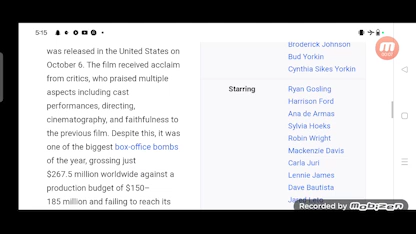 5:15
was released in the United States on
October 6. The film received acclaim
from critics, who praised multiple
aspects including cast
performances, directing,
cinematography, and faithfulness to
the previous film. Despite this, it was
one of the biggest box-office bombs
of the year, grossing just
$267.5 million worldwide against a
production budget of $150–
185 million and failing to reach its
Broderick Johnson
Bud Yorkin
Cynthia Sikes Yorkin
Starring
Ryan Gosling
Harrison Ford
Ana de Armas
Sylvia Hoeks
Robin Wright
Mackenzie Davis
Carla Juri
Lennie James
Dave Bautista
Jared Leto
Recorded by MOBIZEN